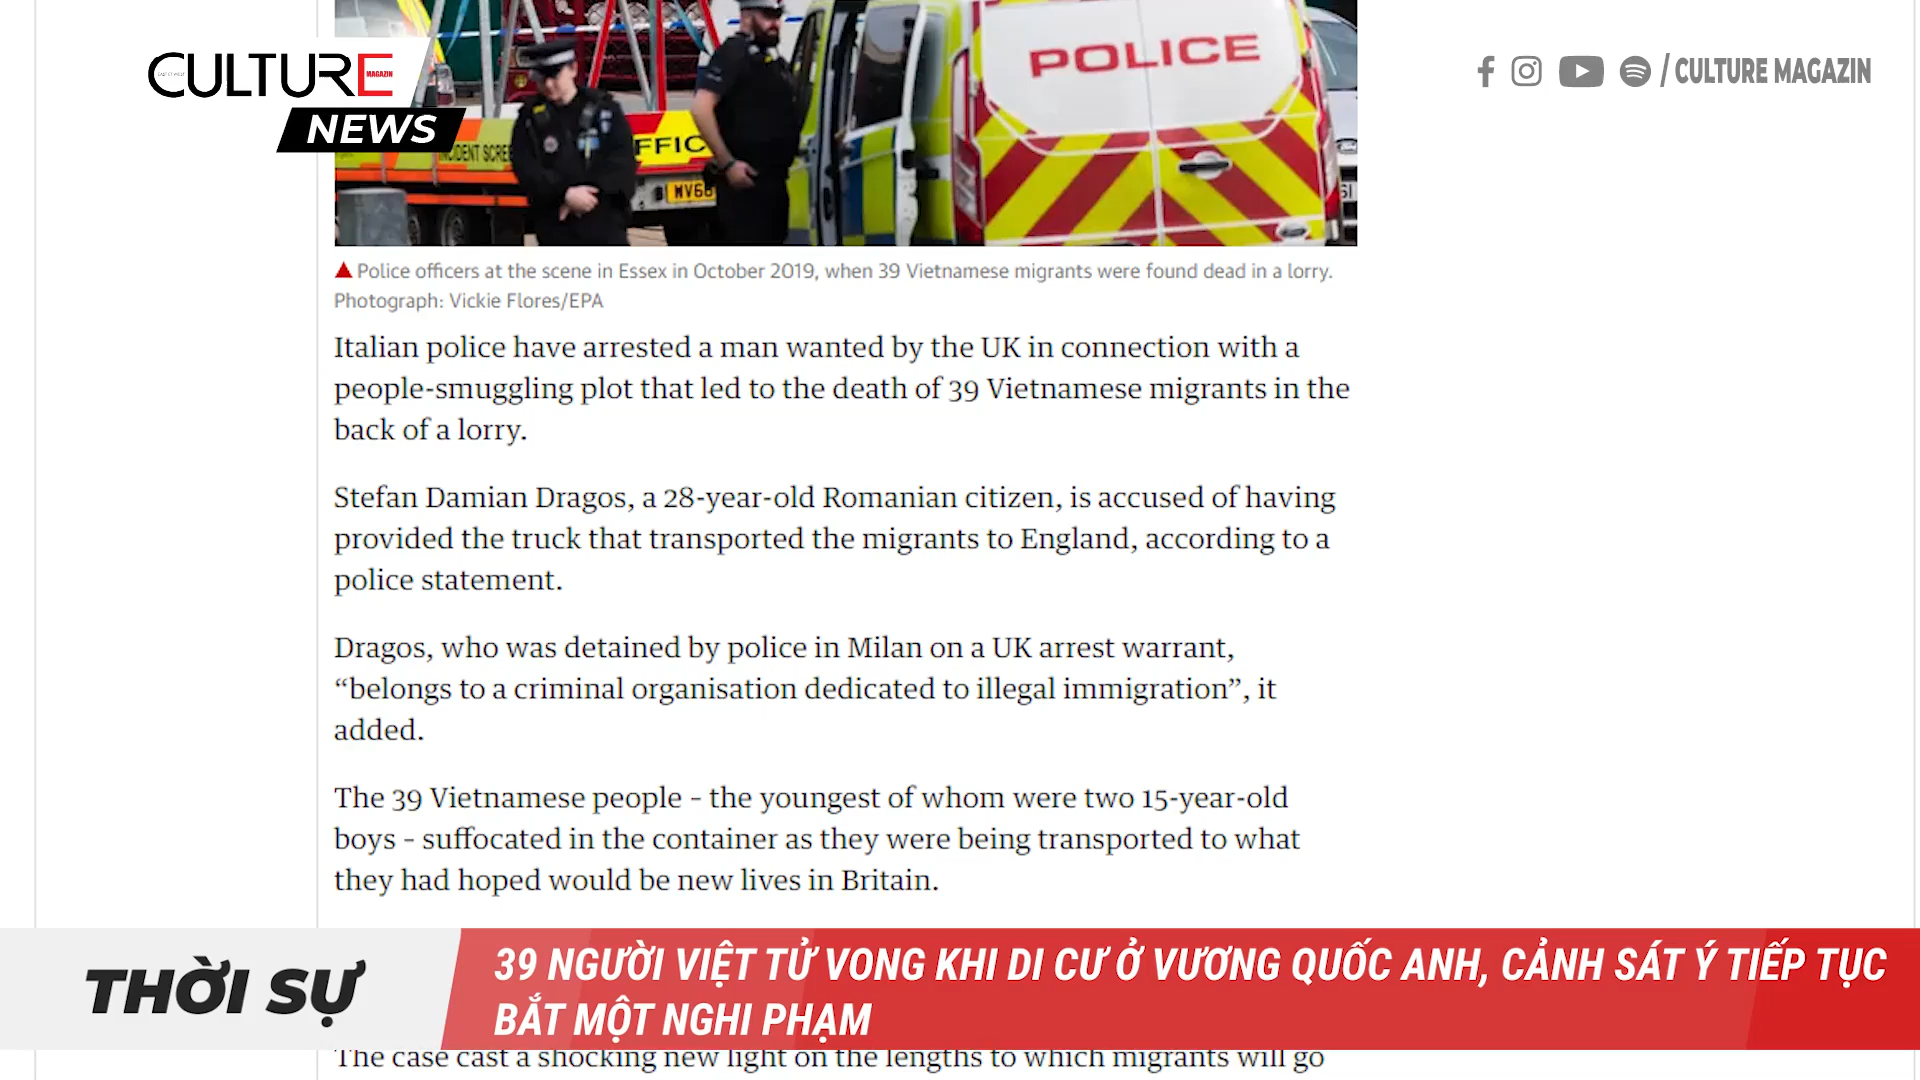 CULTURE
MAGAZIN
NEWS
/ CULTURE MAGAZIN
POLICE
INCIDENT SCRE
FFIC
WV66
Police officers at the scene in Essex in October 2019, when 39 Vietnamese migrants were found dead in a lorry.
Photograph: Vickie Flores/EPA
Italian police have arrested a man wanted by the UK in connection with a
people-smuggling plot that led to the death of 39 Vietnamese migrants in the
back of a lorry.
Stefan Damian Dragos, a 28-year-old Romanian citizen, is accused of having
provided the truck that transported the migrants to England, according to a
police statement.
Dragos, who was detained by police in Milan on a UK arrest warrant,
“belongs to a criminal organisation dedicated to illegal immigration”, it
added.
The 39 Vietnamese people – the youngest of whom were two 15-year-old
boys – suffocated in the container as they were being transported to what
they had hoped would be new lives in Britain.
THỜI SỰ
39 NGƯỜI VIỆT TỬ VONG KHI DI CƯ Ở VƯƠNG QUỐC ANH, CẢNH SÁT Ý TIẾP TỤC
BẮT MỘT NGHI PHẠM
The case cast a shocking new light on the lengths to which migrants will go